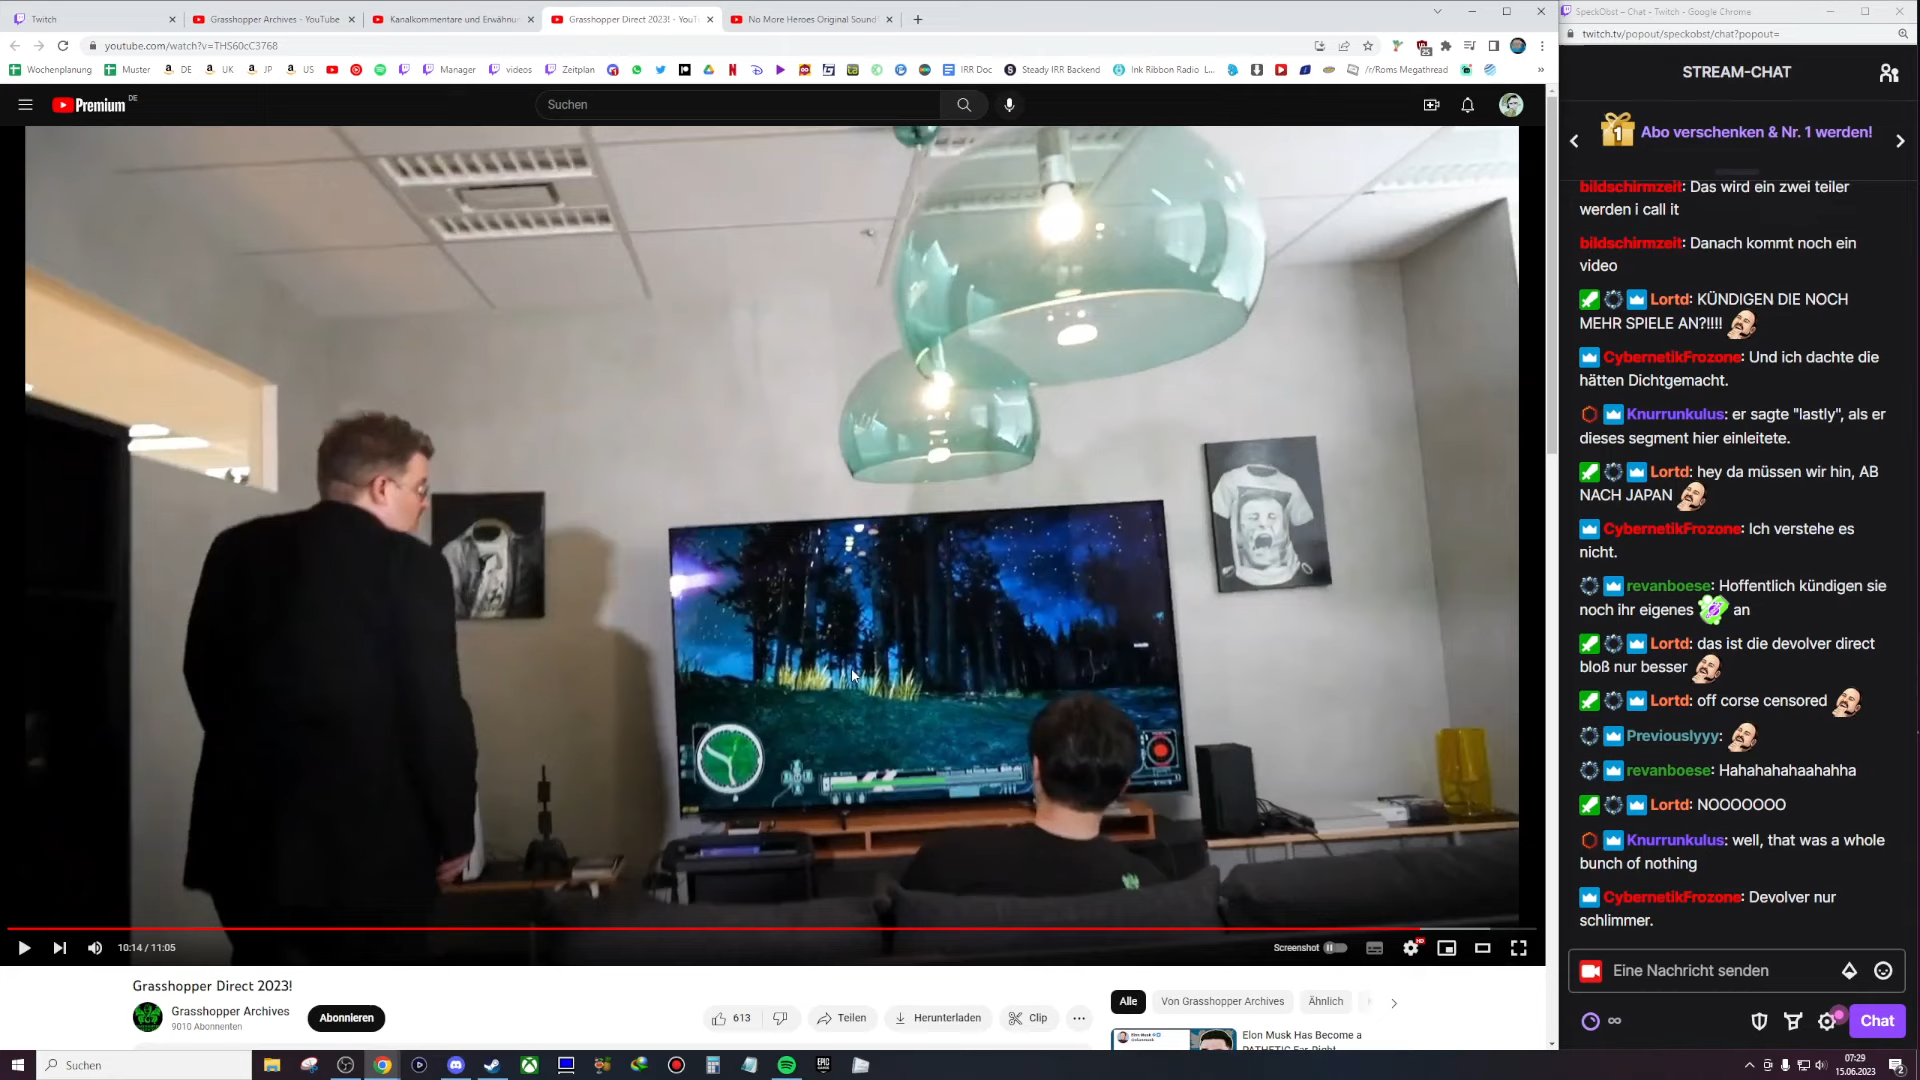 Twitch
Grasshopper Archives - YouTube
Kanalkommentare und Erwähnun
Grasshopper Direct 2023! - YouT
No More Heroes Original Sound
SpeckObst – Chat - Twitch - Google Chrome
youtube.com/watch?v=THS60cC3768
twitch.tv/popout/speckobst/chat?popout=
Wochenplanung
Muster
DE
UK
JP
US
Manager
videos
Zeitplan
IRR Doc
Steady IRR Backend
Ink Ribbon Radio L...
/r/Roms Megathread
Premium DE
Suchen
STREAM-CHAT
1
Abo verschenken & Nr. 1 werden!
bildschirmzeit: Das wird ein zwei teiler
werden i call it
bildschirmzeit: Danach kommt noch ein
video
Lortd: KÜNDIGEN DIE NOCH
MEHR SPIELE AN?!!!!
CybernetikFrozone: Und ich dachte die
hätten Dichtgemacht.
Knurrunkulus: er sagte "lastly", als er
dieses segment hier einleitete.
Lortd: hey da müssen wir hin, AB
NACH JAPAN
CybernetikFrozone: Ich verstehe es
nicht.
revanboese: Hoffentlich kündigen sie
noch ihr eigenes an
Lortd: das ist die devolver direct
bloß nur besser
Lortd: off corse censored
Previouslyyy:
revanboese: Hahahahahaahahha
Lortd: NOOOOOOO
Knurrunkulus: well, that was a whole
bunch of nothing
CybernetikFrozone: Devolver nur
schlimmer.
10:14 / 11:05
Screenshot
HD
Eine Nachricht senden
Chat
Grasshopper Direct 2023!
Grasshopper Archives
9010 Abonnenten
Abonnieren
613
Teilen
Herunterladen
Clip
Alle
Von Grasshopper Archives
Ähnlich
Elon Musk Has Become a
PATHETIC Far-Right
Suchen
07:29
15.06.2023